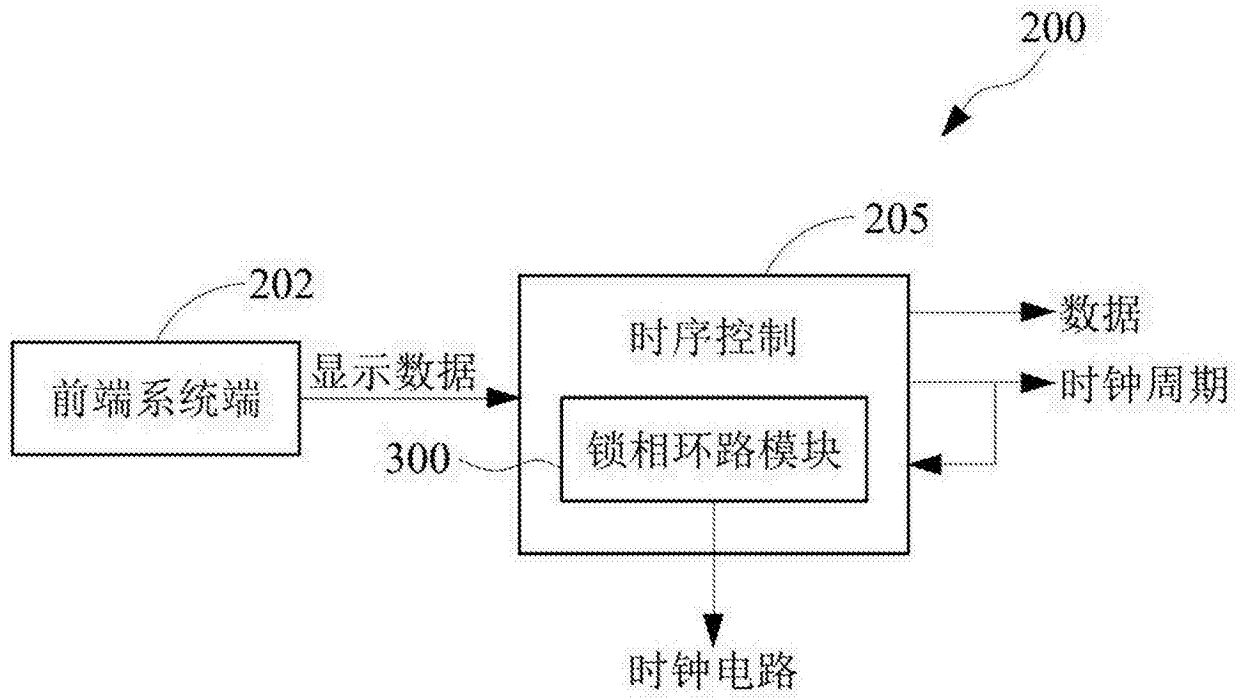 200
205
202
数据
时序控制
显示数据
时钟周期
前端系统端
锁相环路模块
300
时钟电路